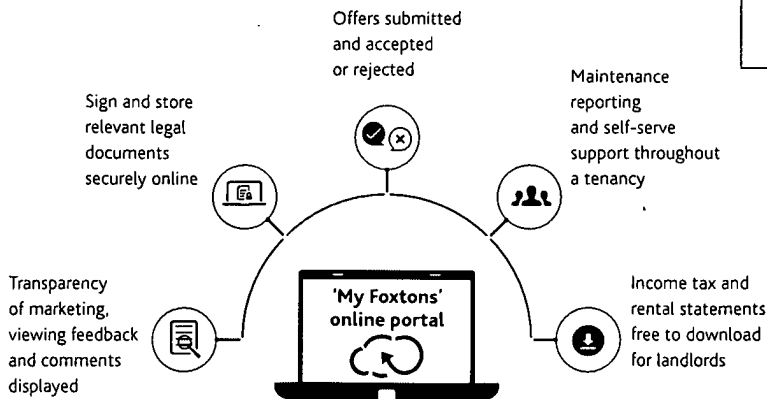 Offers submitted
and accepted
or rejected
Maintenance
reporting
and self-serve
support throughout
a tenancy
Sign and store
relevant legal
documents
securely online
'My Foxtons'
online portal
Transparency
of marketing,
viewing feedback
and comments
displayed
Income tax and
rental statements
free to download
for landlords